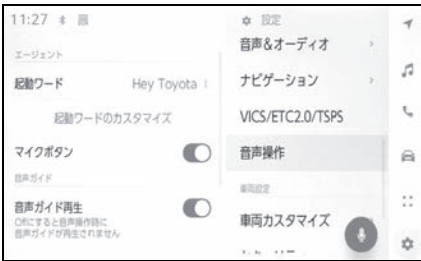 11:27
エージェント
起動ワード Hey Toyota
起動ワードのカスタマイズ
マイクボタン
音声ガイド
音声ガイド再生
Offにすると音声操作時に
音声ガイドが再生されません
設定
音声&オーディオ
ナビゲーション
VICS/ETC2.0/TSPS
音声操作
車両設定
車両カスタマイズ